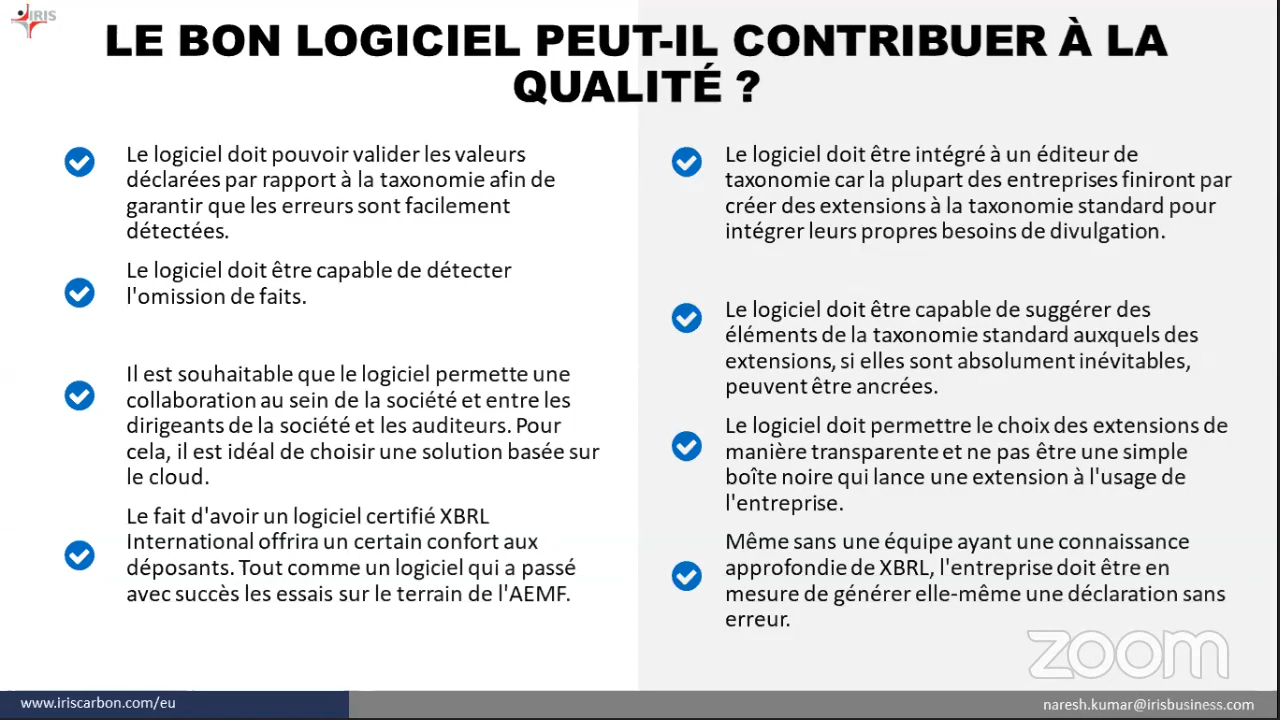 IRIS
LE BON LOGICIEL PEUT-IL CONTRIBUER À LA
QUALITÉ ?
Le logiciel doit pouvoir valider les valeurs
déclarées par rapport à la taxonomie afin de
garantir que les erreurs sont facilement
détectées.
Le logiciel doit être capable de détecter
l'omission de faits.
Il est souhaitable que le logiciel permette une
collaboration au sein de la société et entre les
dirigeants de la société et les auditeurs. Pour
cela, il est idéal de choisir une solution basée sur
le cloud.
Le fait d'avoir un logiciel certifié XBRL
International offrira un certain confort aux
déposants. Tout comme un logiciel qui a passé
avec succès les essais sur le terrain de l'AEMF.
Le logiciel doit être intégré à un éditeur de
taxonomie car la plupart des entreprises finiront par
créer des extensions à la taxonomie standard pour
intégrer leurs propres besoins de divulgation.
Le logiciel doit être capable de suggérer des
éléments de la taxonomie standard auxquels des
extensions, si elles sont absolument inévitables,
peuvent être ancrées.
Le logiciel doit permettre le choix des extensions de
manière transparente et ne pas être une simple
boîte noire qui lance une extension à l'usage de
l'entreprise.
Même sans une équipe ayant une connaissance
approfondie de XBRL, l'entreprise doit être en
mesure de générer elle-même une déclaration sans
erreur.
zoom
www.iriscarbon.com/eu
naresh.kumar@irisbusiness.com